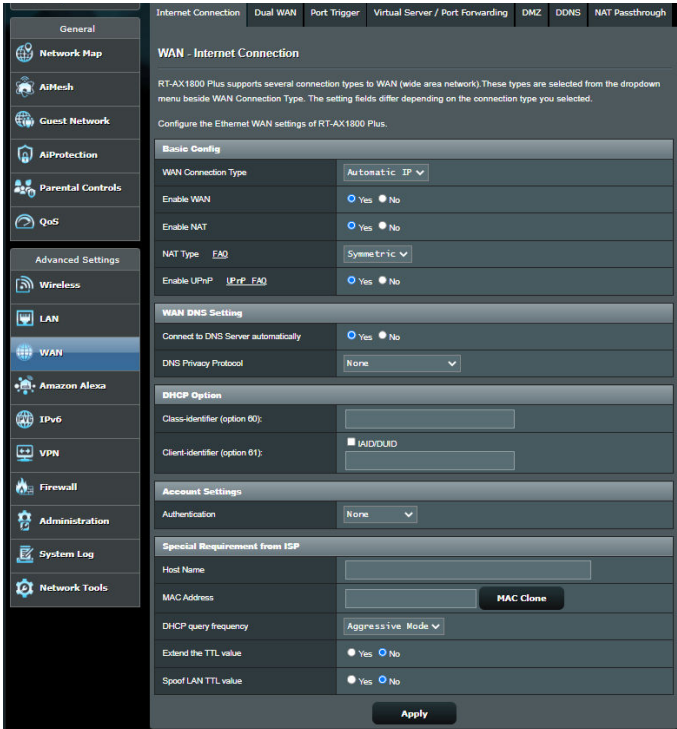 Internet Connection Dual WAN Port Trigger Virtual Server / Port Forwarding DMZ DDNS NAT Passthrough
General
Network Map
AiMesh
Guest Network
AiProtection
Parental Controls
QoS
Advanced Settings
Wireless
LAN
WAN
Amazon Alexa
IPv6
VPN
Firewall
Administration
System Log
Network Tools
WAN - Internet Connection
RT-AX1800 Plus supports several connection types to WAN (wide area network).These types are selected from the dropdown
menu beside WAN Connection Type. The setting fields differ depending on the connection type you selected.
Configure the Ethernet WAN settings of RT-AX1800 Plus.
Basic Config
WAN Connection Type Automatic IP
Enable WAN Yes No
Enable NAT Yes No
NAT Type FAQ Symmetric
Enable UPnP UPnP FAQ Yes No
WAN DNS Setting
Connect to DNS Server automatically Yes No
DNS Privacy Protocol None
DHCP Option
Class-identifier (option 60):
IAID/DUID
Client-identifier (option 61):
Account Settings
Authentication None
Special Requirement from ISP
Host Name
MAC Address MAC Clone
DHCP query frequency Aggressive Mode
Extend the TTL value Yes No
Spoof LAN TTL value Yes No
Apply